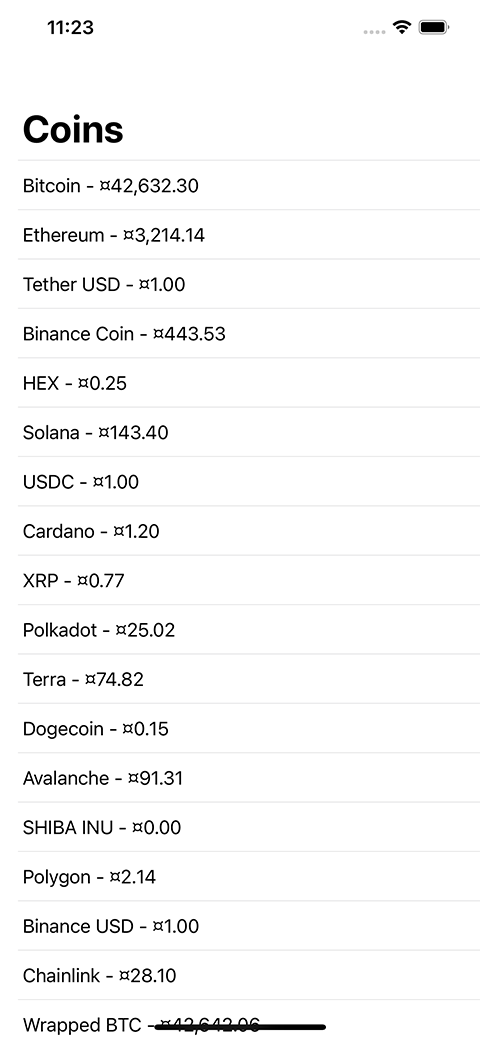 11:23
Coins
Bitcoin - ¤42,632.30
Ethereum - ¤3,214.14
Tether USD - ¤1.00
Binance Coin - ¤443.53
HEX - ¤0.25
Solana - ¤143.40
USDC - ¤1.00
Cardano - ¤1.20
XRP - ¤0.77
Polkadot - ¤25.02
Terra - ¤74.82
Dogecoin - ¤0.15
Avalanche - ¤91.31
SHIBA INU - ¤0.00
Polygon - ¤2.14
Binance USD - ¤1.00
Chainlink - ¤28.10
Wrapped BTC - ¤42,642.06